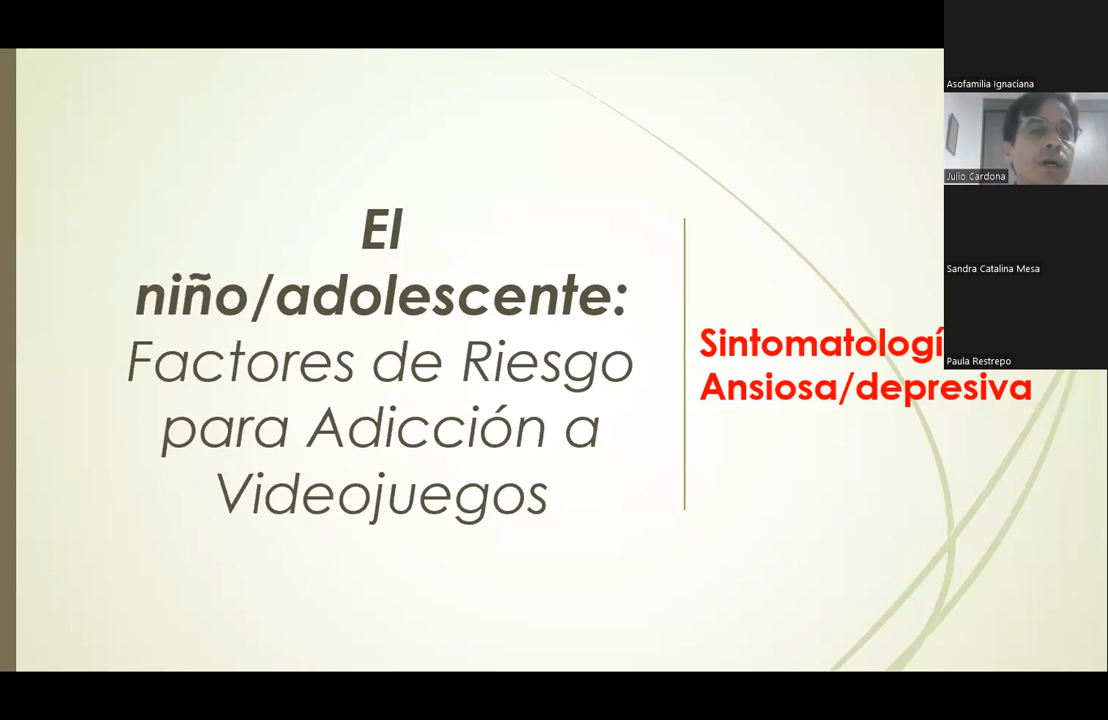 El
niño/adolescente:
Factores de Riesgo
para Adicción a
Videojuegos
Sintomatologí
Ansiosa/depresiva
Asofamilia Ignaciana
Julio Cardona
Sandra Catalina Mesa
Paula Restrepo